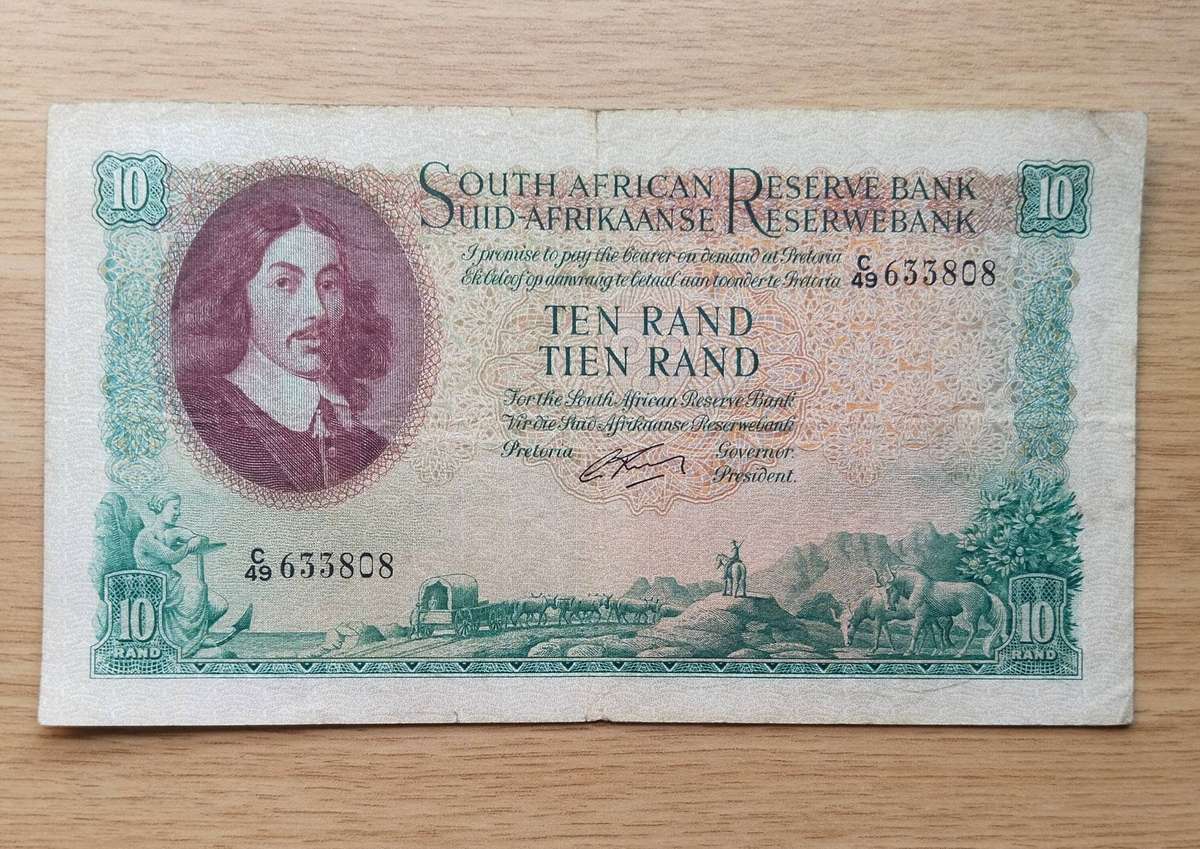 10
10
SOUTH AFRICAN RESERVE BANK
SUID-AFRIKAANSE RESERWEBANK
I promise to pay the bearer on demand at Pretoria
Ek beloof op aanvraag te betaal aan toonder te Pretoria
C/49 633808
TEN RAND
TIEN RAND
For the South African Reserve Bank
Vir die Suid Afrikaanse Reserwebank
Pretoria
Governor.
President.
C/49 633808
10
RAND
10
RAND